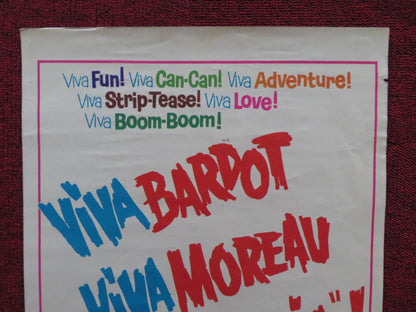 Viva Fun! Viva Can-Can! Viva Adventure!
Viva Strip-Tease! Viva Love!
Viva Boom-Boom!
VIVA BARDOT
VIVA MOREAU